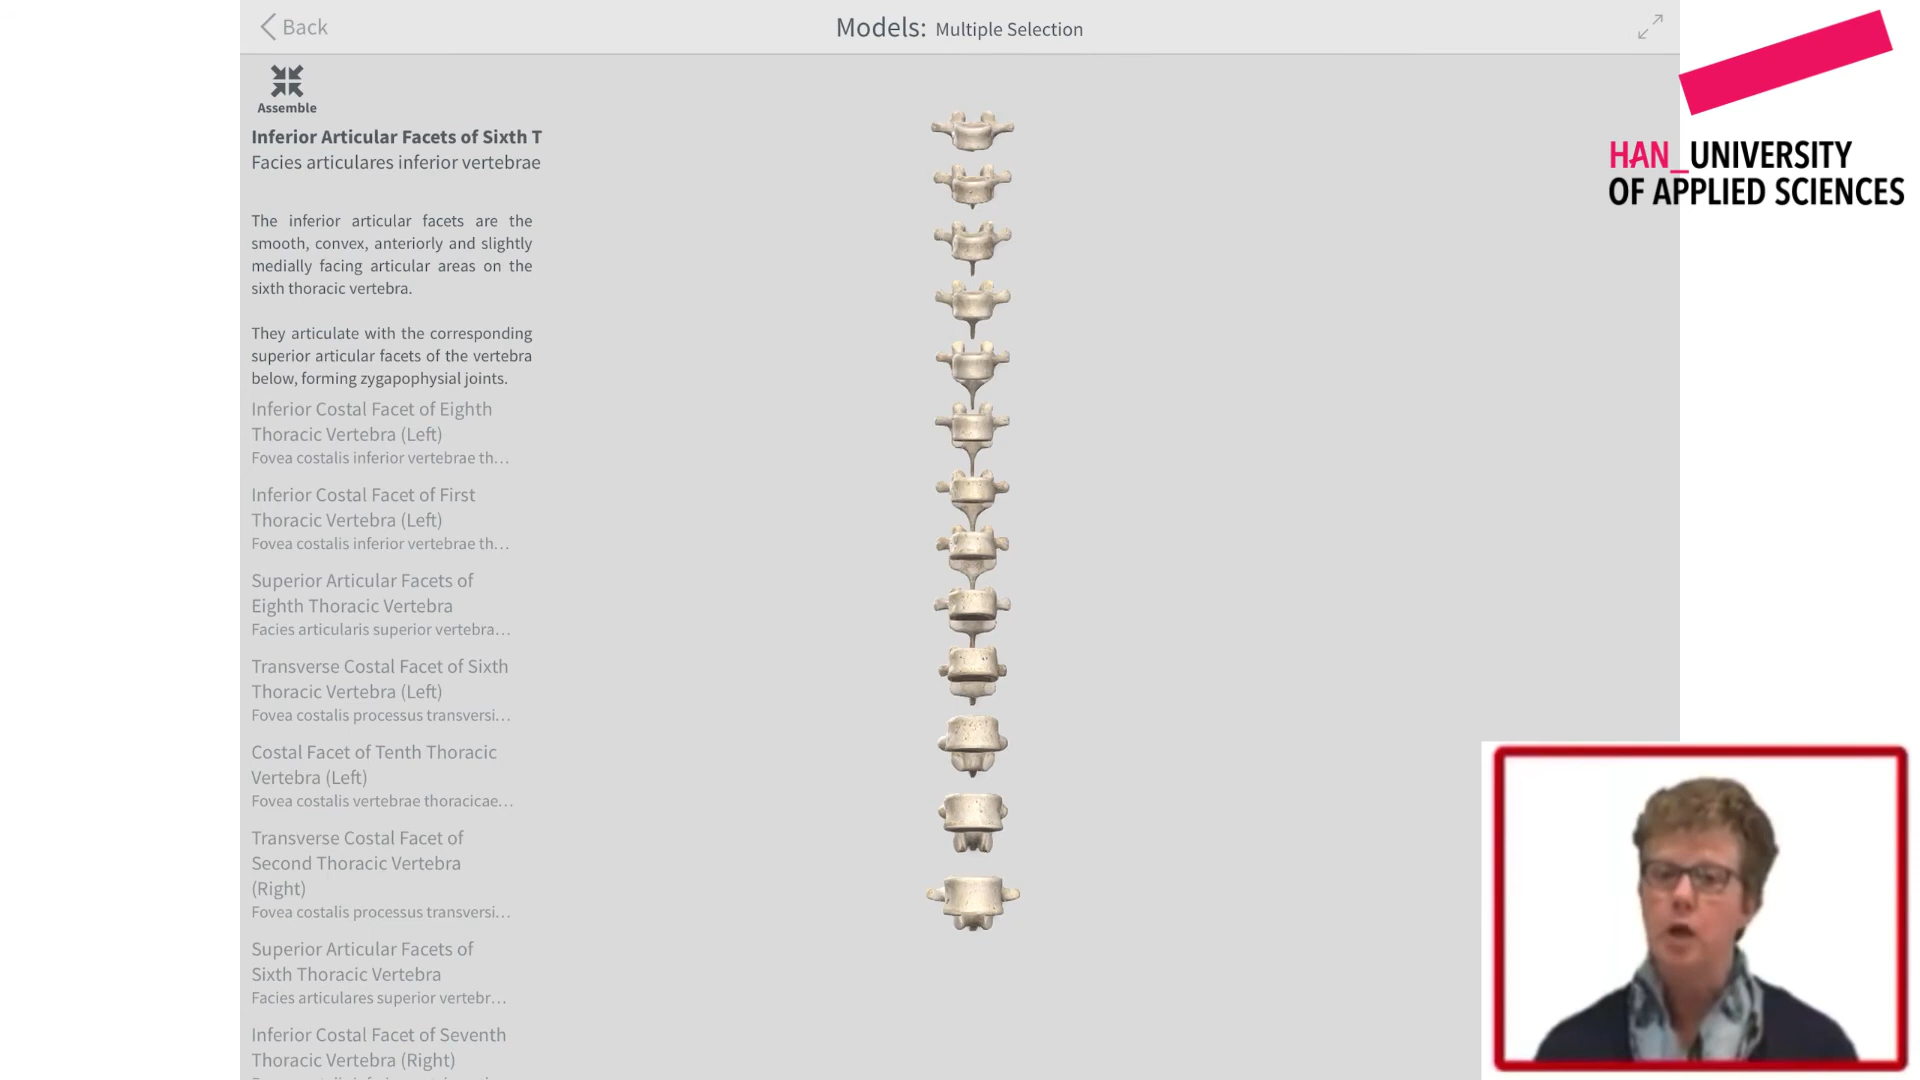 Back
Models: Multiple Selection
Assemble
Inferior Articular Facets of Sixth T
Facies articulares inferior vertebrae
The inferior articular facets are the
smooth, convex, anteriorly and slightly
medially facing articular areas on the
sixth thoracic vertebra.
They articulate with the corresponding
superior articular facets of the vertebra
below, forming zygapophysial joints.
Inferior Costal Facet of Eighth
Thoracic Vertebra (Left)
Fovea costalis inferior vertebrae th...
Inferior Costal Facet of First
Thoracic Vertebra (Left)
Fovea costalis inferior vertebrae th...
Superior Articular Facets of
Eighth Thoracic Vertebra
Facies articularis superior vertebra...
Transverse Costal Facet of Sixth
Thoracic Vertebra (Left)
Fovea costalis processus transversi...
Costal Facet of Tenth Thoracic
Vertebra (Left)
Fovea costalis vertebrae thoracicae...
Transverse Costal Facet of
Second Thoracic Vertebra
(Right)
Fovea costalis processus transversi...
Superior Articular Facets of
Sixth Thoracic Vertebra
Facies articulares superior vertebr...
Inferior Costal Facet of Seventh
Thoracic Vertebra (Right)
HAN_UNIVERSITY
OF APPLIED SCIENCES